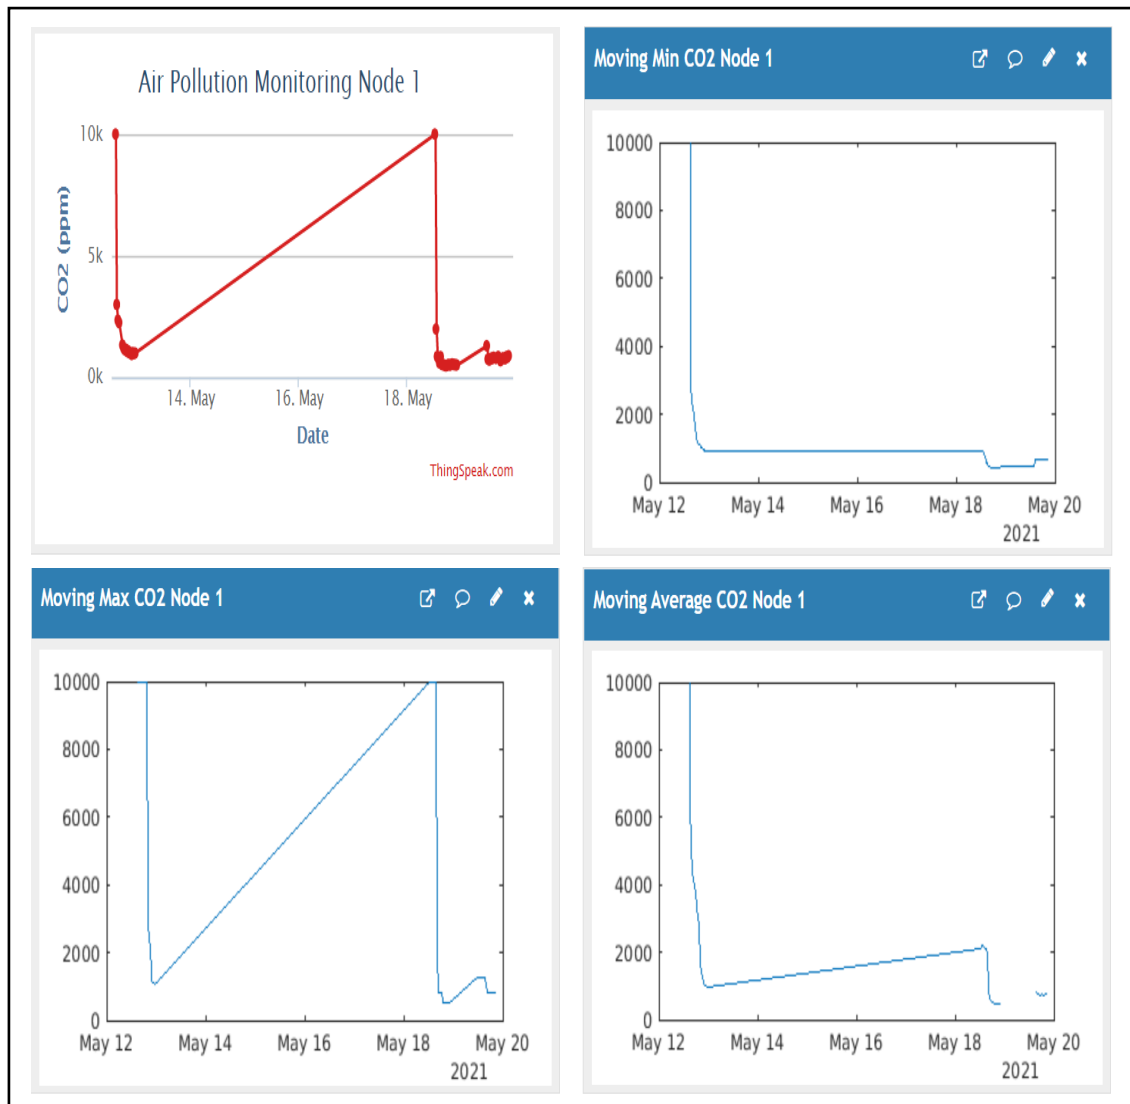 Air Pollution Monitoring Node 1
10k
5k
0k
CO2 (ppm)
14. May 16. May 18. May
Date
ThingSpeak.com
Moving Min CO2 Node 1
10000
8000
6000
4000
2000
0
May 12 May 14 May 16 May 18 May 20
2021
Moving Max CO2 Node 1
10000
8000
6000
4000
2000
0
May 12 May 14 May 16 May 18 May 20
2021
Moving Average CO2 Node 1
10000
8000
6000
4000
2000
0
May 12 May 14 May 16 May 18 May 20
2021